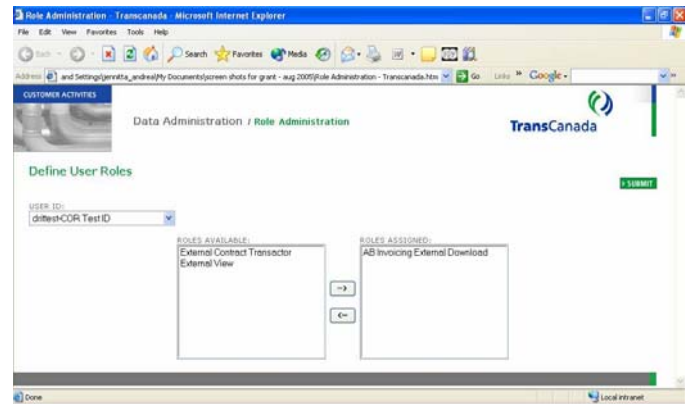 Role Administration - Transcanada - Microsoft Internet Explorer
File Edit View Favorites Tools Help
Back Search Favorites Media
Address and Settings\jenritta_andrea\My Documents\screen shots for grant - aug 2005\Role Administration - Transcanada.htm Go Links » Google -
CUSTOMER ACTIVITIES
Data Administration / Role Administration
TransCanada
Define User Roles
SUBMIT
USER ID:
drittest-COR Test ID
ROLES AVAILABLE: ROLES ASSIGNED:
External Contract Transactor AB Invoicing External Download
External View
-->
<--
Done Local intranet